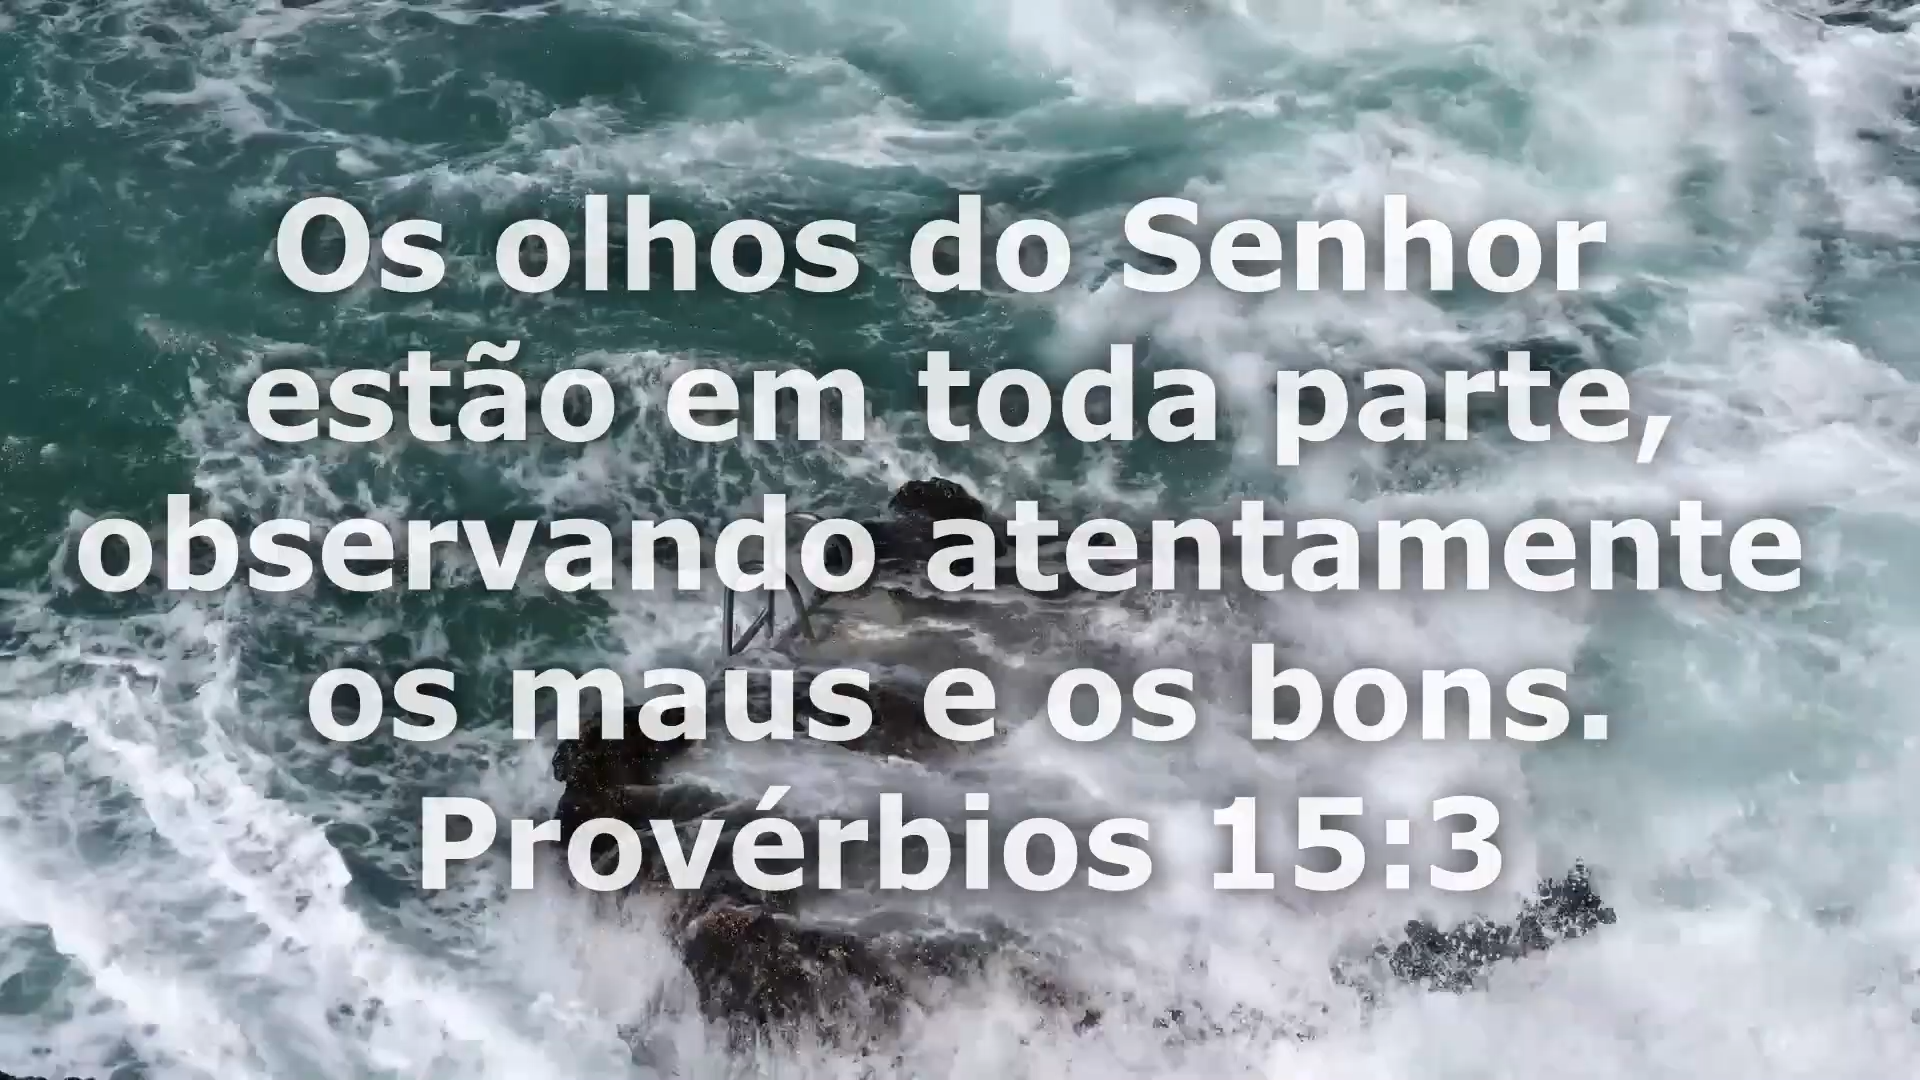 Os olhos do Senhor
estão em toda parte,
observando atentamente
os maus e os bons.
Provérbios 15:3